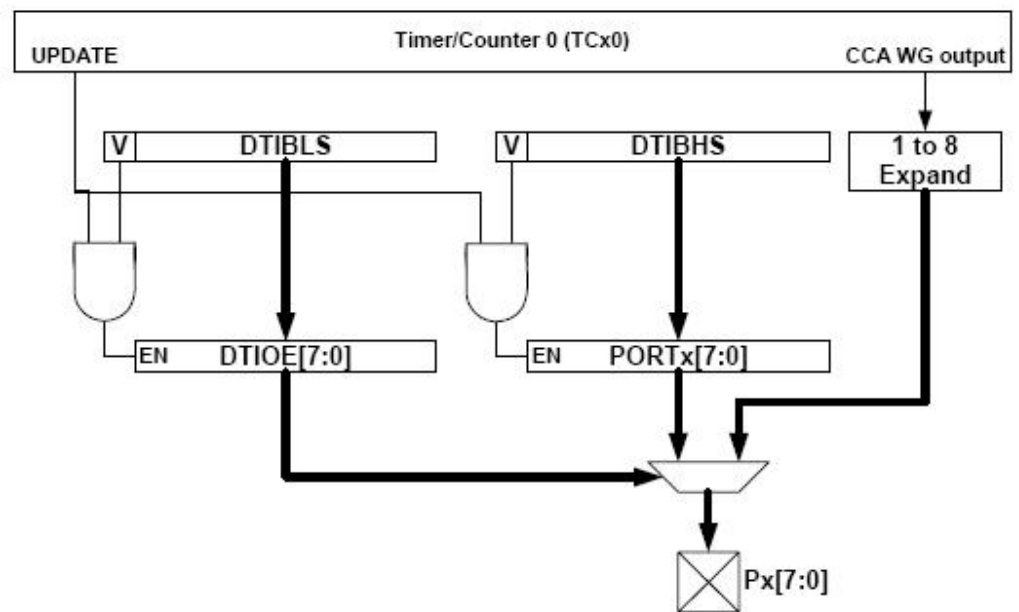 Timer/Counter 0 (TCx0)
UPDATE
CCA WG output
V
DTIBLS
V
DTIBHS
1 to 8
Expand
EN
DTIOE[7:0]
EN
PORTx[7:0]
Px[7:0]